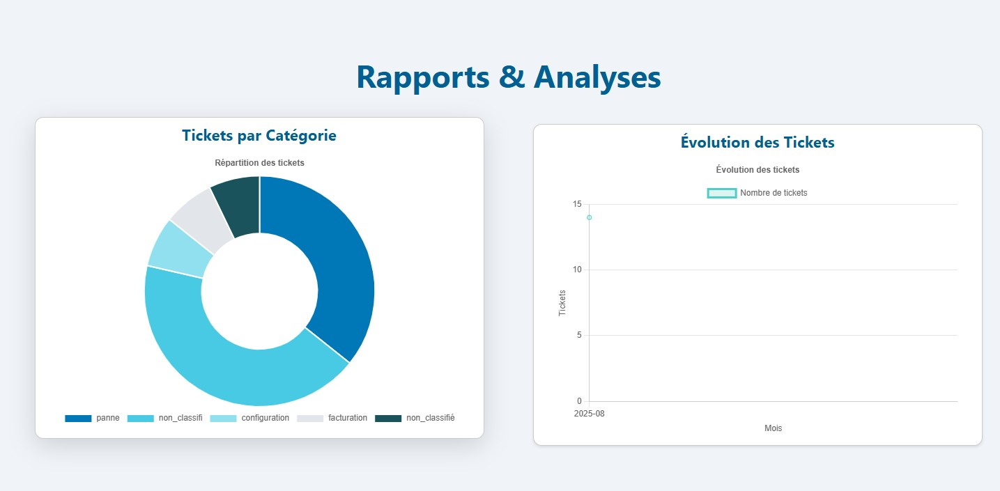 Rapports & Analyses
Tickets par Catégorie
Répartition des tickets
panne non_classifi configuration facturation non_classifié
Évolution des Tickets
Évolution des tickets
Nombre de tickets
15
10
5
0
Tickets
2025-08
Mois